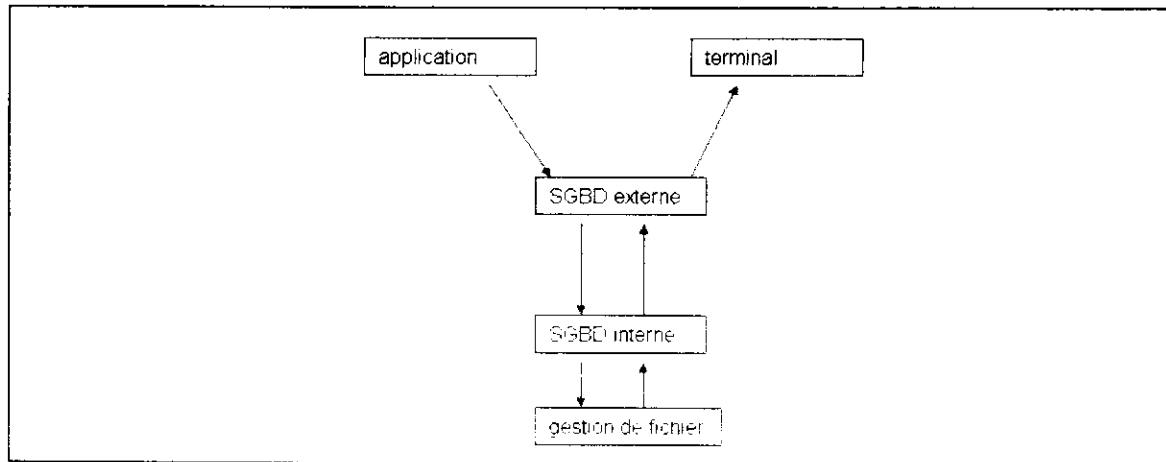 application
terminal
SGBD externe
SGBD interne
gestion de fichier